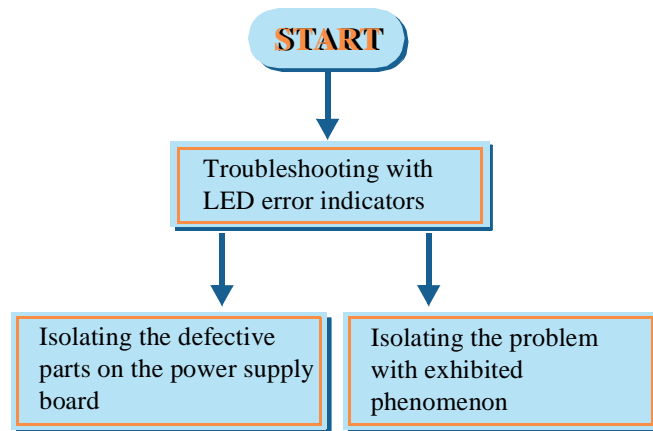 START
Troubleshooting with
LED error indicators
Isolating the defective
parts on the power supply
board
Isolating the problem
with exhibited
phenomenon